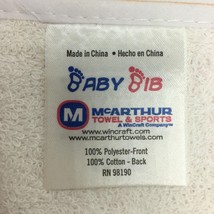 Made in China • Hecho en China
BABY BIB
M McARTHUR
TOWEL & SPORTS
A WinCraft Company
www.wincraft.com
www.mcarthurtowels.com
100% Polyester-Front
100% Cotton - Back
RN 98190